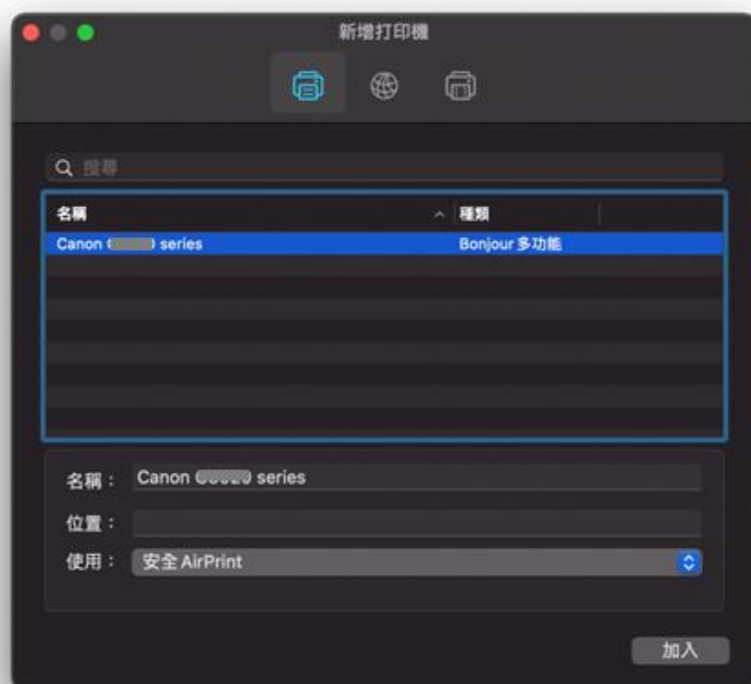 新增打印機
搜尋
名稱 種類
Canon series Bonjour 多功能
名稱： Canon series
位置：
使用： 安全 AirPrint
加入